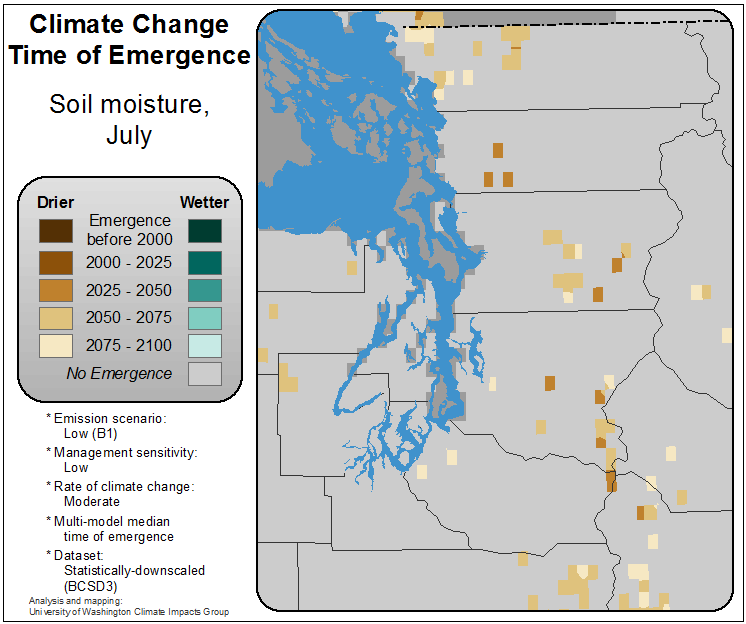 Climate Change
Time of Emergence
Soil moisture,
July
Drier
Wetter
Emergence
before 2000
2000 - 2025
2025 - 2050
2050 - 2075
2075 - 2100
No Emergence
* Emission scenario:
Low (B1)
* Management sensitivity:
Low
* Rate of climate change:
Moderate
* Multi-model median
time of emergence
* Dataset:
Statistically-downscaled
(BCSD3)
Analysis and mapping:
University of Washington Climate Impacts Group